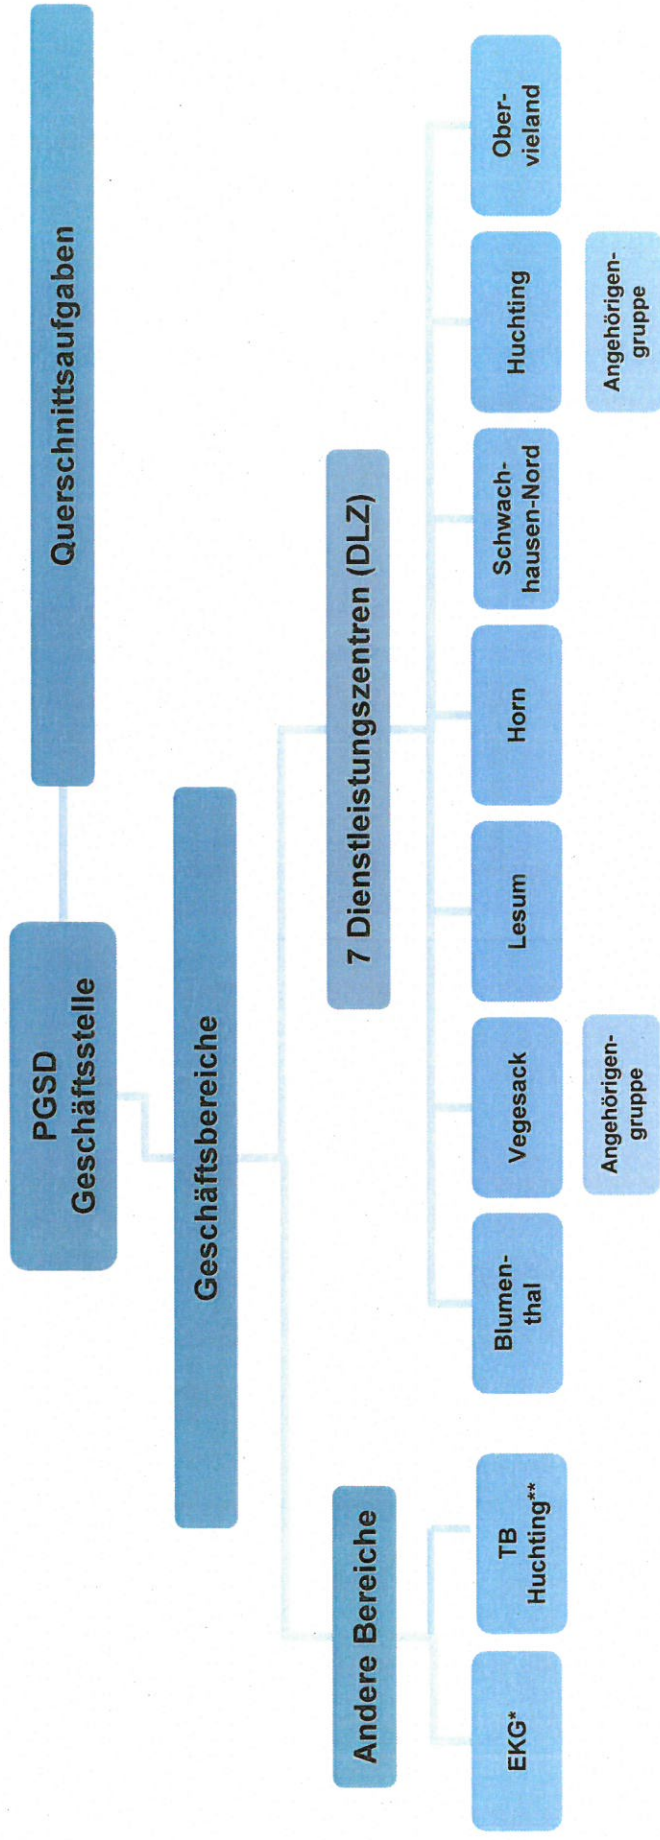 PGSD
Geschäftsstelle
Querschnittsaufgaben
Geschäftsbereiche
Andere Bereiche
7 Dienstleistungszentren (DLZ)
EKG*
TB
Huchting**
Blumen-
thal
Vegesack
Lesum
Horn
Schwach-
hausen-Nord
Huchting
Ober-
vieland
Angehörigen-
gruppe
Angehörigen-
gruppe